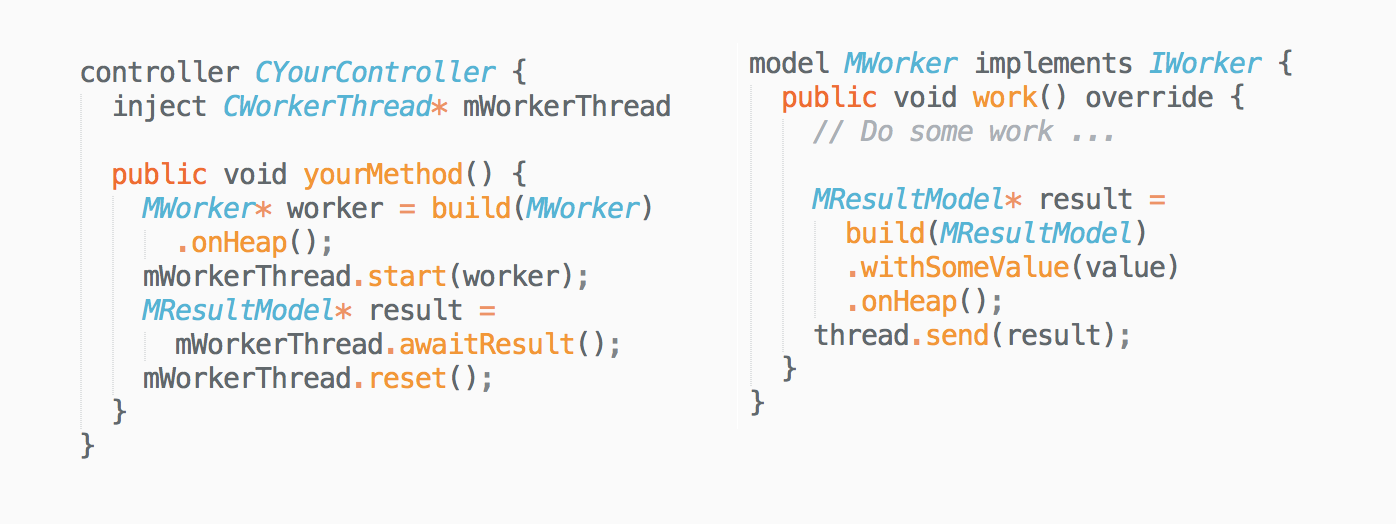 controller CYourController {
inject CWorkerThread* mWorkerThread
public void yourMethod() {
MWorker* worker = build(MWorker)
.onHeap();
mWorkerThread.start(worker);
MResultModel* result =
mWorkerThread.awaitResult();
mWorkerThread.reset();
}
}
model MWorker implements IWorker {
public void work() override {
// Do some work ...
MResultModel* result =
build(MResultModel)
.withSomeValue(value)
.onHeap();
thread.send(result);
}
}